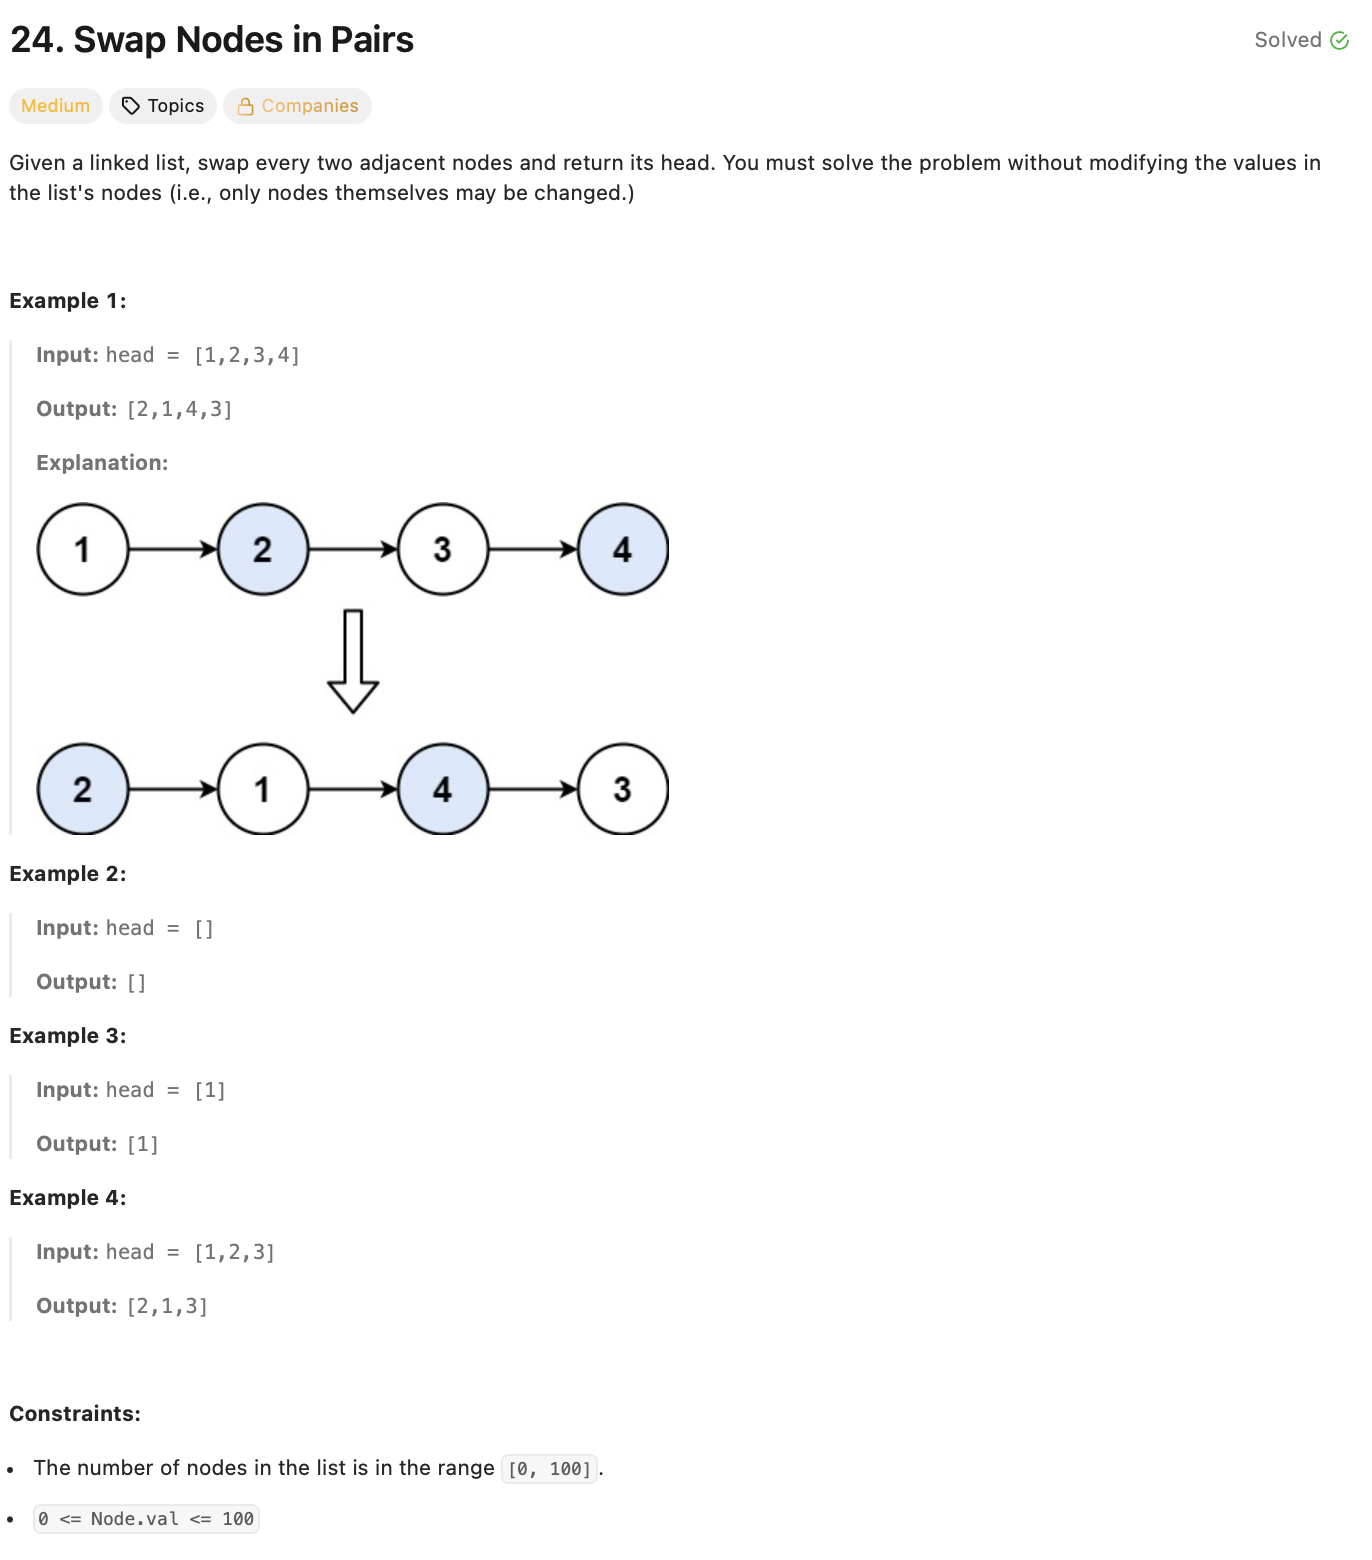 24. Swap Nodes in Pairs
Solved
Medium Topics Companies
Given a linked list, swap every two adjacent nodes and return its head. You must solve the problem without modifying the values in
the list's nodes (i.e., only nodes themselves may be changed.)
Example 1:
Input: head = [1,2,3,4]
Output: [2,1,4,3]
Explanation:
1 2 3 4
2 1 4 3
Example 2:
Input: head = []
Output: []
Example 3:
Input: head = [1]
Output: [1]
Example 4:
Input: head = [1,2,3]
Output: [2,1,3]
Constraints:
• The number of nodes in the list is in the range [0, 100].
• 0 <= Node.val <= 100